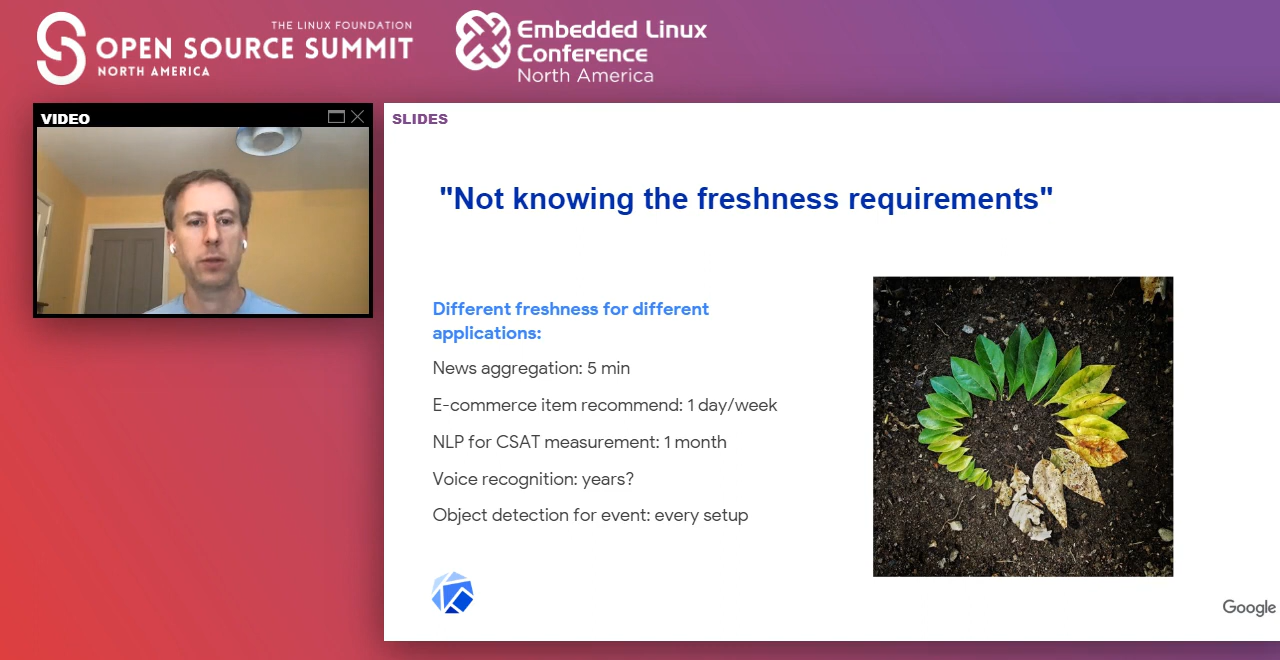 THE LINUX FOUNDATION
OPEN SOURCE SUMMIT
NORTH AMERICA
Embedded Linux
Conference
North America
VIDEO
SLIDES
"Not knowing the freshness requirements"
Different freshness for different
applications:
News aggregation: 5 min
E-commerce item recommend: 1 day/week
NLP for CSAT measurement: 1 month
Voice recognition: years?
Object detection for event: every setup
Google